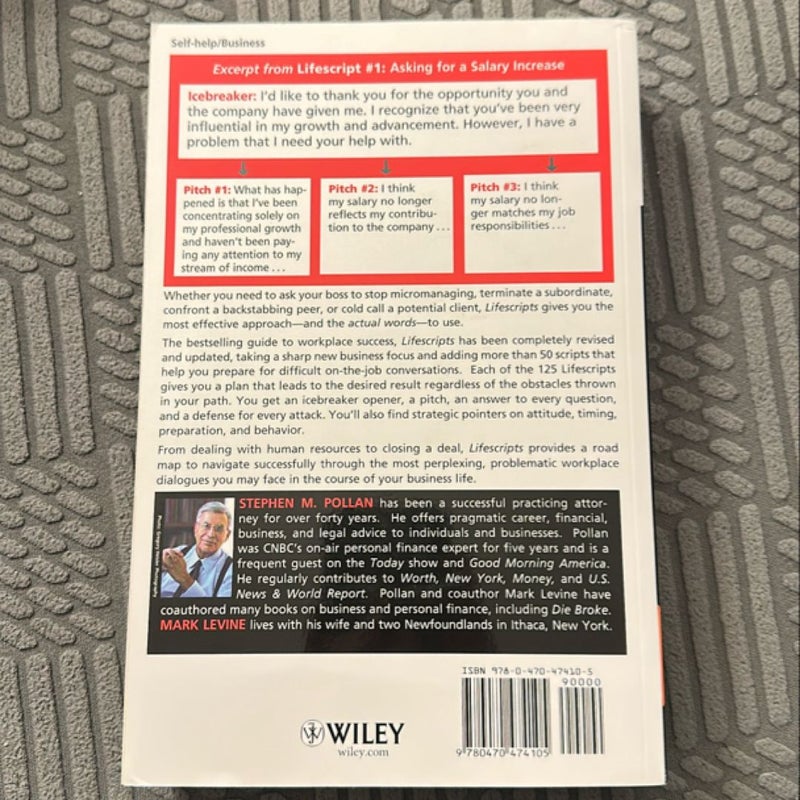 Self-help/Business
Excerpt from Lifescript #1: Asking for a Salary Increase
Icebreaker: I'd like to thank you for the opportunity you and
the company have given me. I recognize that you've been very
influential in my growth and advancement. However, I have a
problem that I need your help with.
Pitch #1: What has hap-
pened is that I've been
concentrating solely on
my professional growth
and haven't been pay-
ing any attention to my
stream of income ...
Pitch #2: I think
my salary no longer
reflects my contribu-
tion to the company ...
Pitch #3: I think
my salary no lon-
ger matches my job
responsibilities ...
Whether you need to ask your boss to stop micromanaging, terminate a subordinate,
confront a backstabbing peer, or cold call a potential client, Lifescripts gives you the
most effective approach—and the actual words—to use.
The bestselling guide to workplace success, Lifescripts has been completely revised
and updated, taking a sharp new business focus and adding more than 50 scripts that
help you prepare for difficult on-the-job conversations. Each of the 125 Lifescripts
gives you a plan that leads to the desired result regardless of the obstacles thrown
in your path. You get an icebreaker opener, a pitch, an answer to every question,
and a defense for every attack. You'll also find strategic pointers on attitude, timing,
preparation, and behavior.
From dealing with human resources to closing a deal, Lifescripts provides a road
map to navigate successfully through the most perplexing, problematic workplace
dialogues you may face in the course of your business life.
STEPHEN M. POLLAN has been a successful practicing attor-
ney for over forty years. He offers pragmatic career, financial,
business, and legal advice to individuals and businesses. Pollan
was CNBC's on-air personal finance expert for five years and is a
frequent guest on the Today show and Good Morning America.
He regularly contributes to Worth, New York, Money, and U.S.
News & World Report. Pollan and coauthor Mark Levine have
coauthored many books on business and personal finance, including Die Broke.
MARK LEVINE lives with his wife and two Newfoundlands in Ithaca, New York.
ISBN 978-0-470-47410-5
90000
9 780470 474105
WILEY
wiley.com